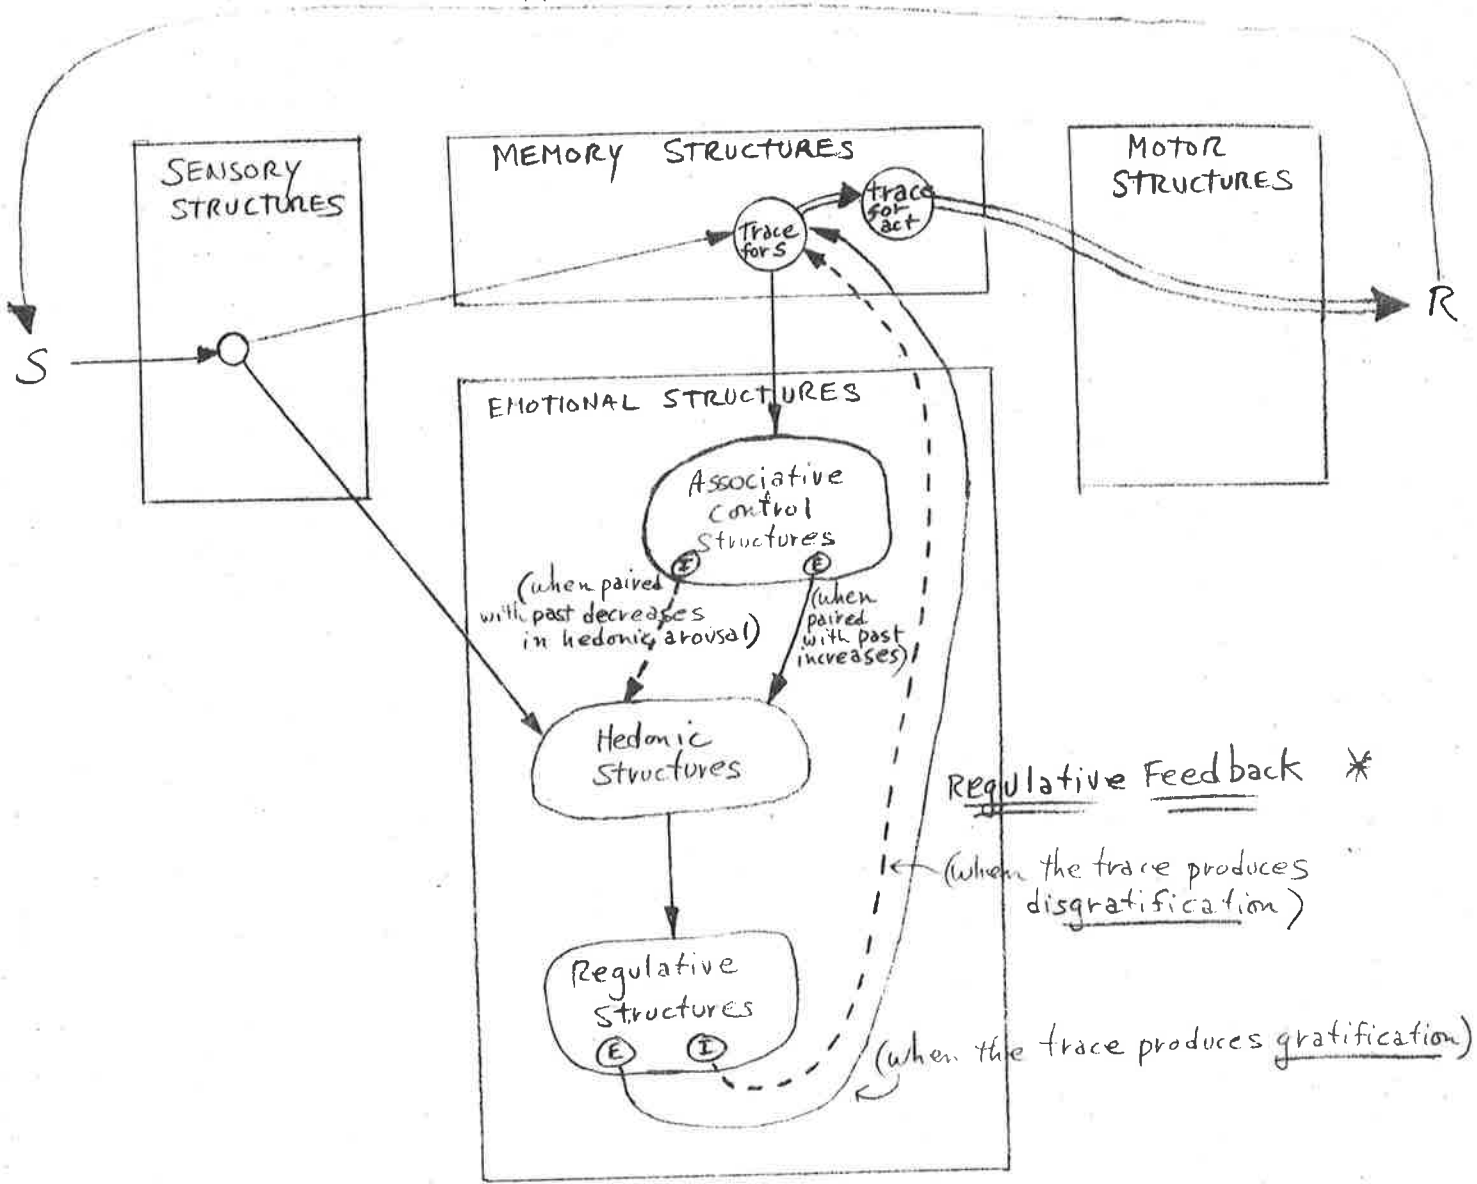 SENSORY
STRUCTURES
MEMORY STRUCTURES
MOTOR
STRUCTURES
Trace
for S
trace
for
act
S
R
EMOTIONAL STRUCTURES
Associative
control
structures
I
E
(when paired
with past decreases
in hedonic arousal)
(when
paired
with past
increases)
Hedonic
Structures
Regulative Feedback *
(when the trace produces
disgratification)
Regulative
Structures
E
I
(when the trace produces gratification)